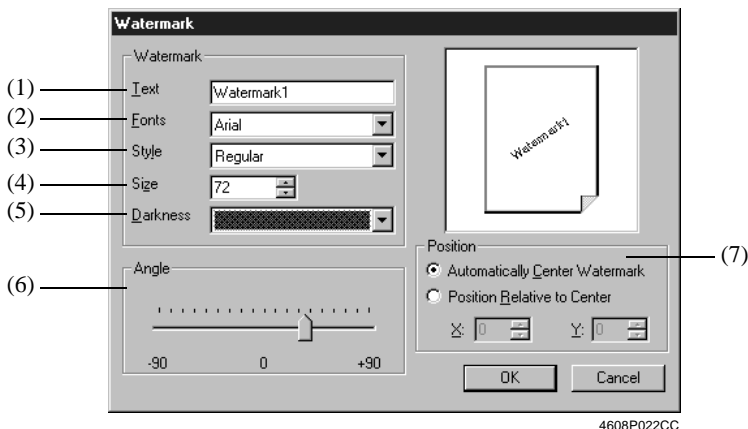 Watermark
Watermark
(1) Text Watermark1
(2) Fonts Arial
(3) Style Regular
(4) Size 72
(5) Darkness
Watermark1
(6) Angle
-90 0 +90
Position (7)
Automatically Center Watermark
Position Relative to Center
X: 0 Y: 0
OK Cancel
4608P022CC